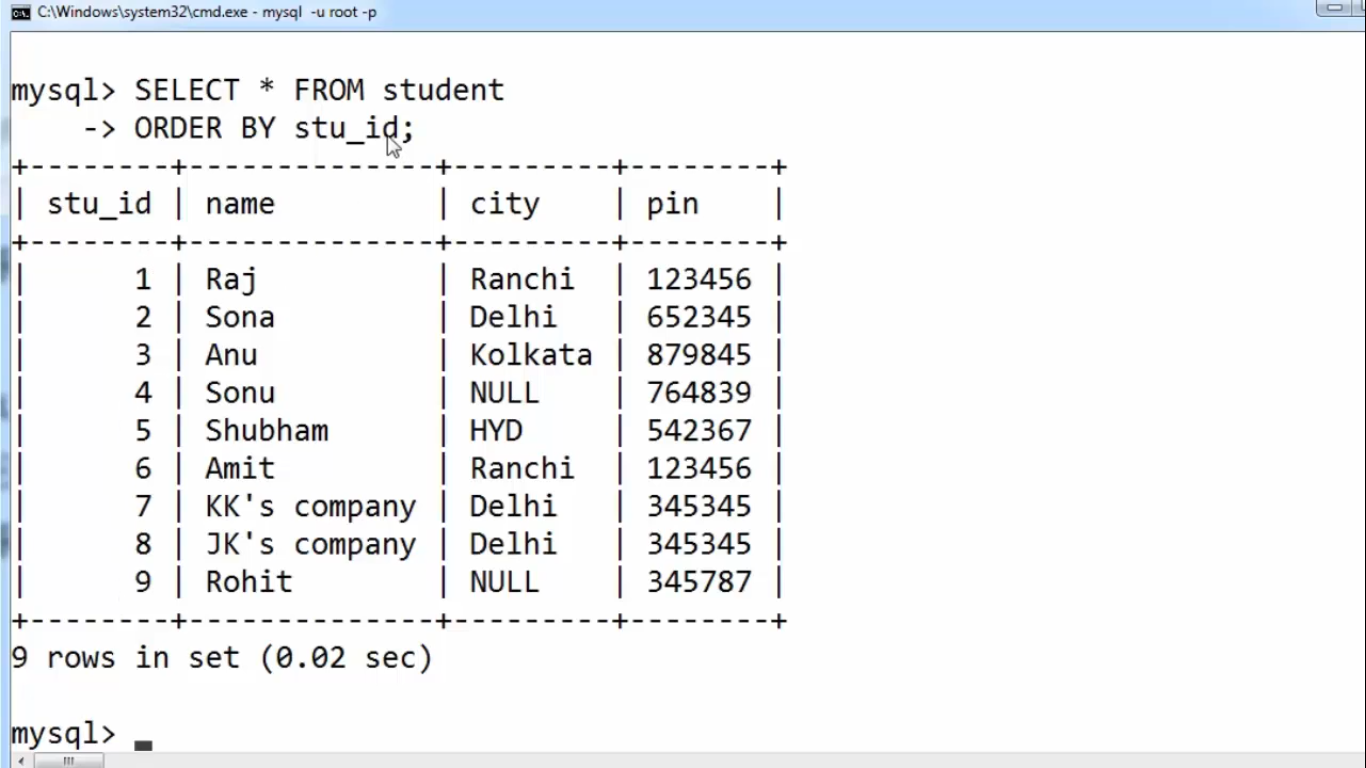 C:\Windows\system32\cmd.exe - mysql  -u root -p
mysql> SELECT * FROM student
    -> ORDER BY stu_id;
+--------+--------------+---------+--------+
| stu_id | name         | city    | pin    |
+--------+--------------+---------+--------+
|      1 | Raj          | Ranchi  | 123456 |
|      2 | Sona         | Delhi   | 652345 |
|      3 | Anu          | Kolkata | 879845 |
|      4 | Sonu         | NULL    | 764839 |
|      5 | Shubham      | HYD     | 542367 |
|      6 | Amit         | Ranchi  | 123456 |
|      7 | KK's company | Delhi   | 345345 |
|      8 | JK's company | Delhi   | 345345 |
|      9 | Rohit        | NULL    | 345787 |
+--------+--------------+---------+--------+
9 rows in set (0.02 sec)
mysql>